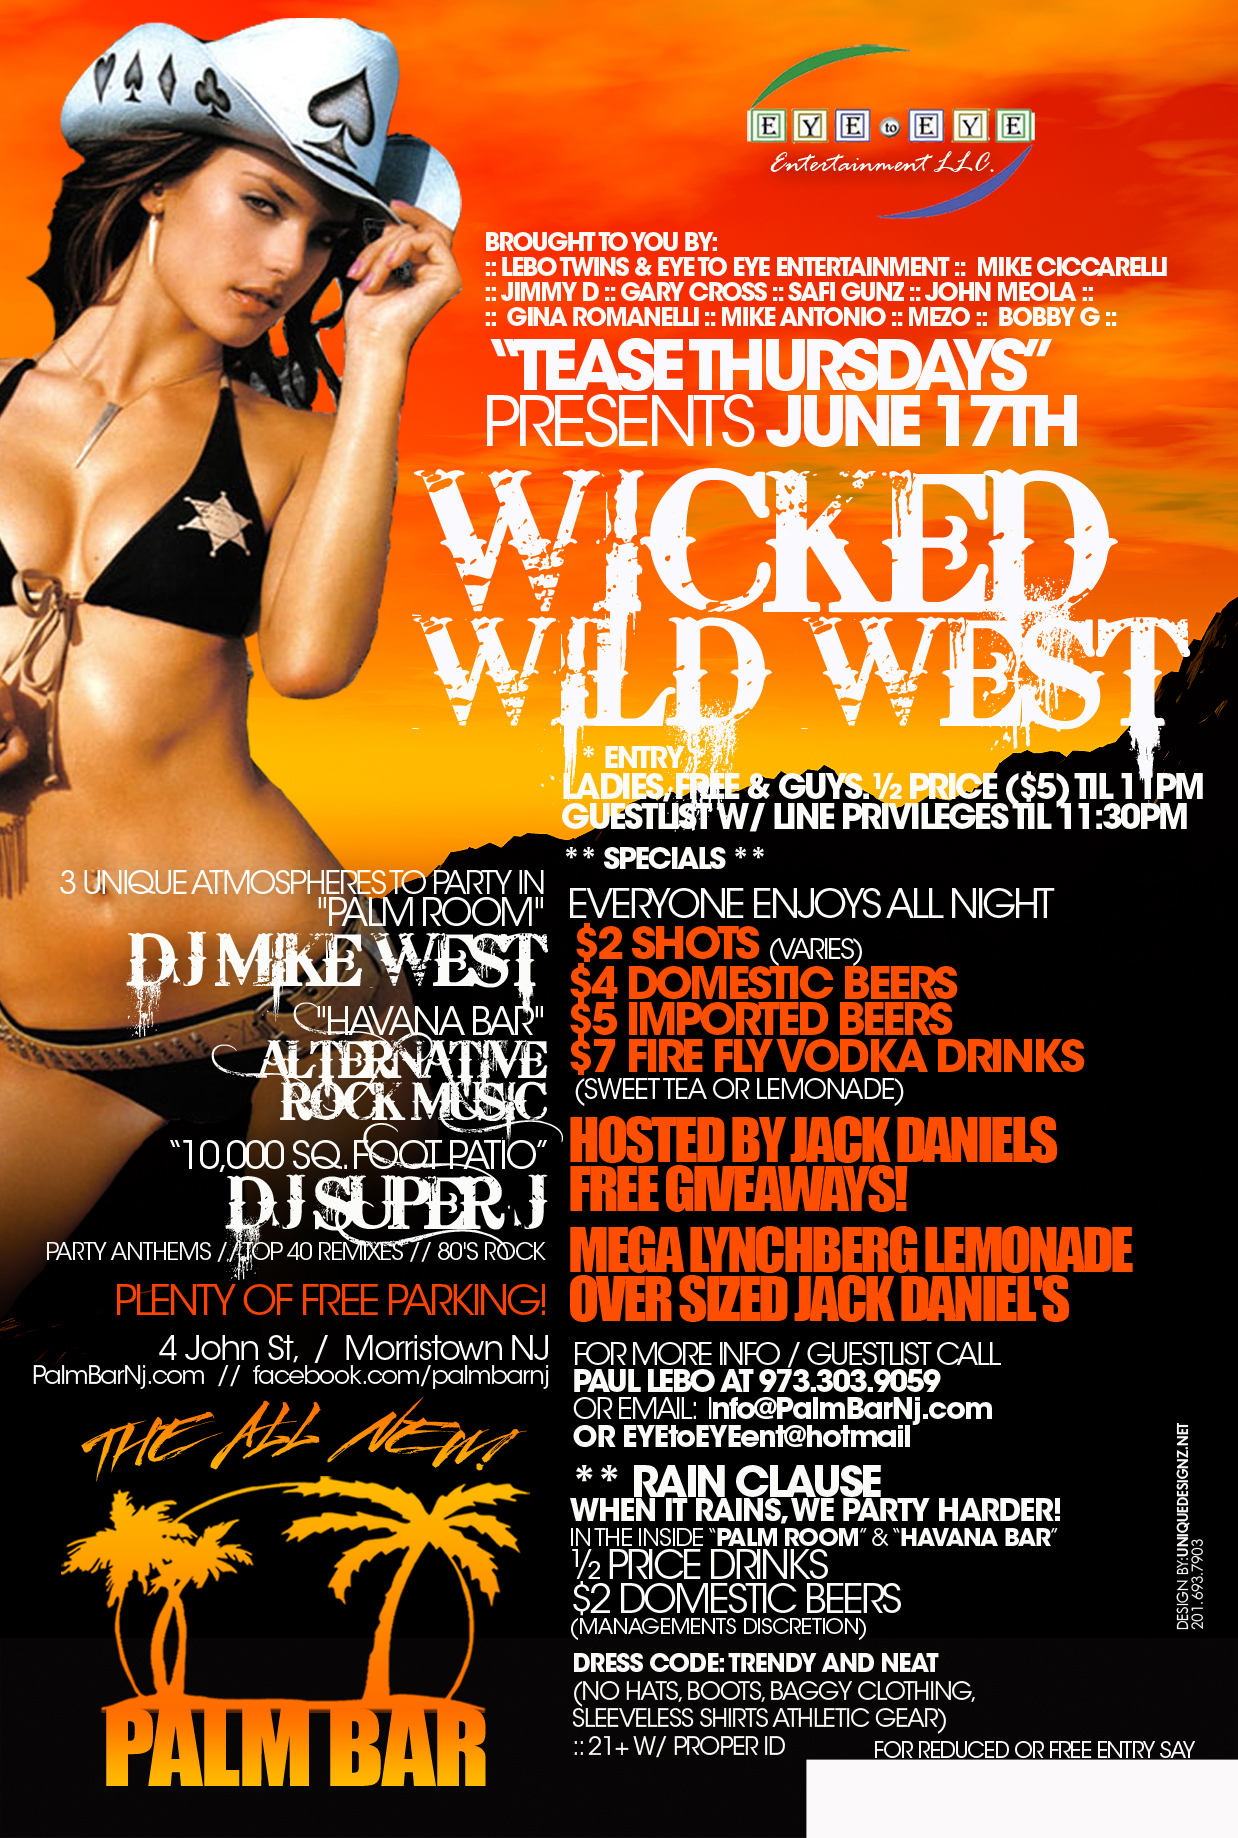 EYE to EYE
Entertainment LLC.
BROUGHT TO YOU BY:
:: LEBO TWINS & EYE TO EYE ENTERTAINMENT :: MIKE CICCARELLI
:: JIMMY D :: GARY CROSS :: SAFI GUNZ :: JOHN MEOLA ::
:: GINA ROMANELLI :: MIKE ANTONIO :: MEZO :: BOBBY G ::
“TEASE THURSDAYS”
PRESENTS JUNE 17TH
WICKED
WILD WEST
* ENTRY
LADIES, FREE & GUYS. ½ PRICE ($5) TIL 11PM
GUESTLIST W/ LINE PRIVILEGES TIL 11:30PM
** SPECIALS **
EVERYONE ENJOYS ALL NIGHT
$2 SHOTS (VARIES)
$4 DOMESTIC BEERS
$5 IMPORTED BEERS
$7 FIRE FLY VODKA DRINKS
(SWEET TEA OR LEMONADE)
HOSTED BY JACK DANIELS
FREE GIVEAWAYS!
MEGA LYNCHBERG LEMONADE
OVER SIZED JACK DANIEL'S
3 UNIQUE ATMOSPHERES TO PARTY IN
"PALM ROOM"
DJ MIKE WEST
"HAVANA BAR"
ALTERNATIVE
ROCK MUSIC
“10,000 SQ. FOOT PATIO”
DJ SUPER J
PARTY ANTHEMS // TOP 40 REMIXES // 80'S ROCK
PLENTY OF FREE PARKING!
4 John St, / Morristown NJ
PalmBarNj.com // facebook.com/palmbarnj
THE ALL NEW!
PALM BAR
FOR MORE INFO / GUESTLIST CALL
PAUL LEBO AT 973.303.9059
OR EMAIL: Info@PalmBarNj.com
OR EYEtoEYEent@hotmail
** RAIN CLAUSE
WHEN IT RAINS, WE PARTY HARDER!
IN THE INSIDE “PALM ROOM” & “HAVANA BAR”
½ PRICE DRINKS
$2 DOMESTIC BEERS
(MANAGEMENTS DISCRETION)
DRESS CODE: TRENDY AND NEAT
(NO HATS, BOOTS, BAGGY CLOTHING,
SLEEVELESS SHIRTS ATHLETIC GEAR)
:: 21+ W/ PROPER ID
FOR REDUCED OR FREE ENTRY SAY
DESIGN BY: UNIQUEDESIGNZ.NET
201.693.7903